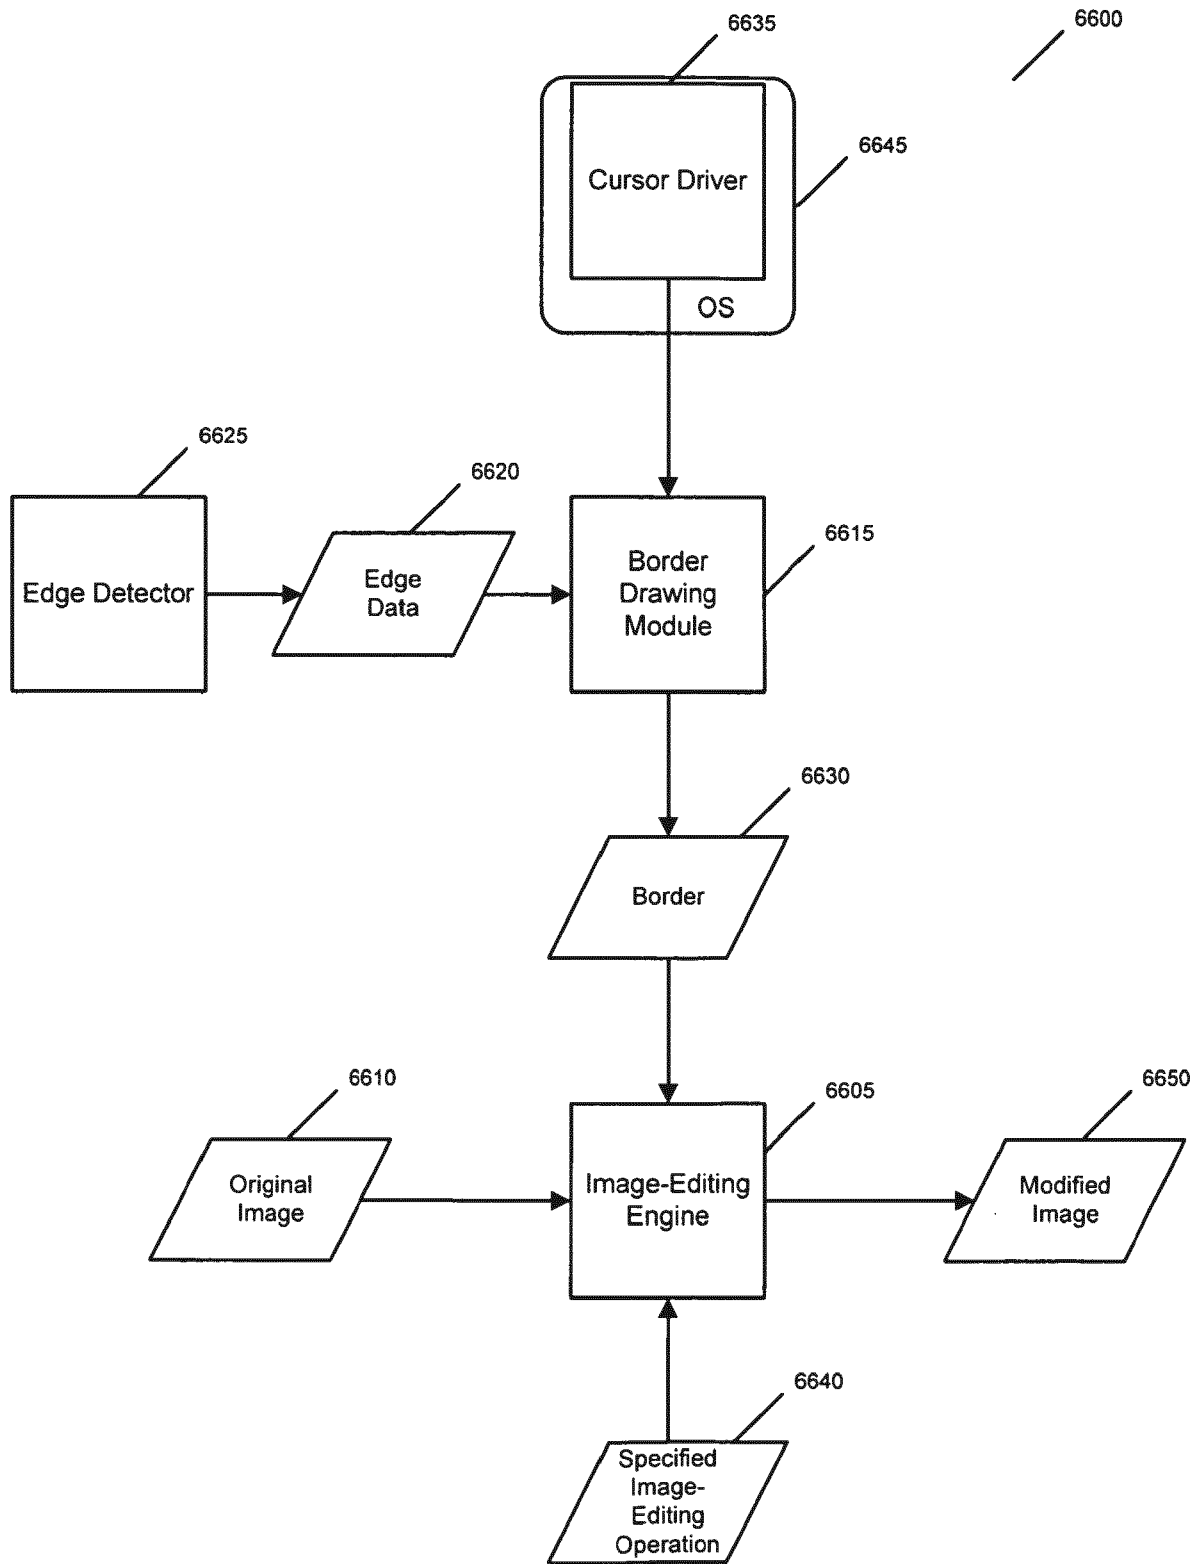 6635
6600
6645
Cursor Driver
OS
6625
6620
6615
Edge Detector
Edge
Data
Border
Drawing
Module
6630
Border
6610
6605
6650
Original
Image
Image-Editing
Engine
Modified
Image
6640
Specified
Image-
Editing
Operation